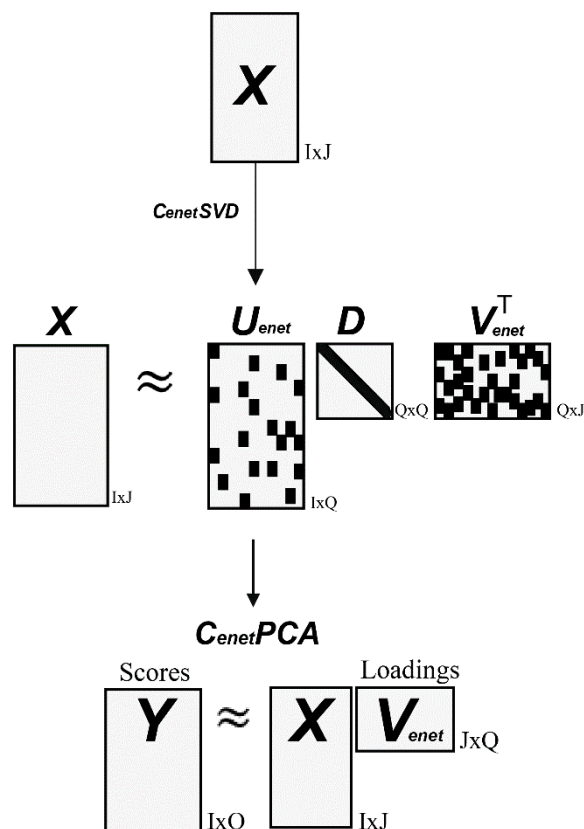 X
IxJ
CenetSVD
X ≈ Uenet D VTenet
IxJ IxQ QxQ QxJ
CenetPCA
Scores Loadings
Y ≈ X Venet
IxQ IxJ JxQ